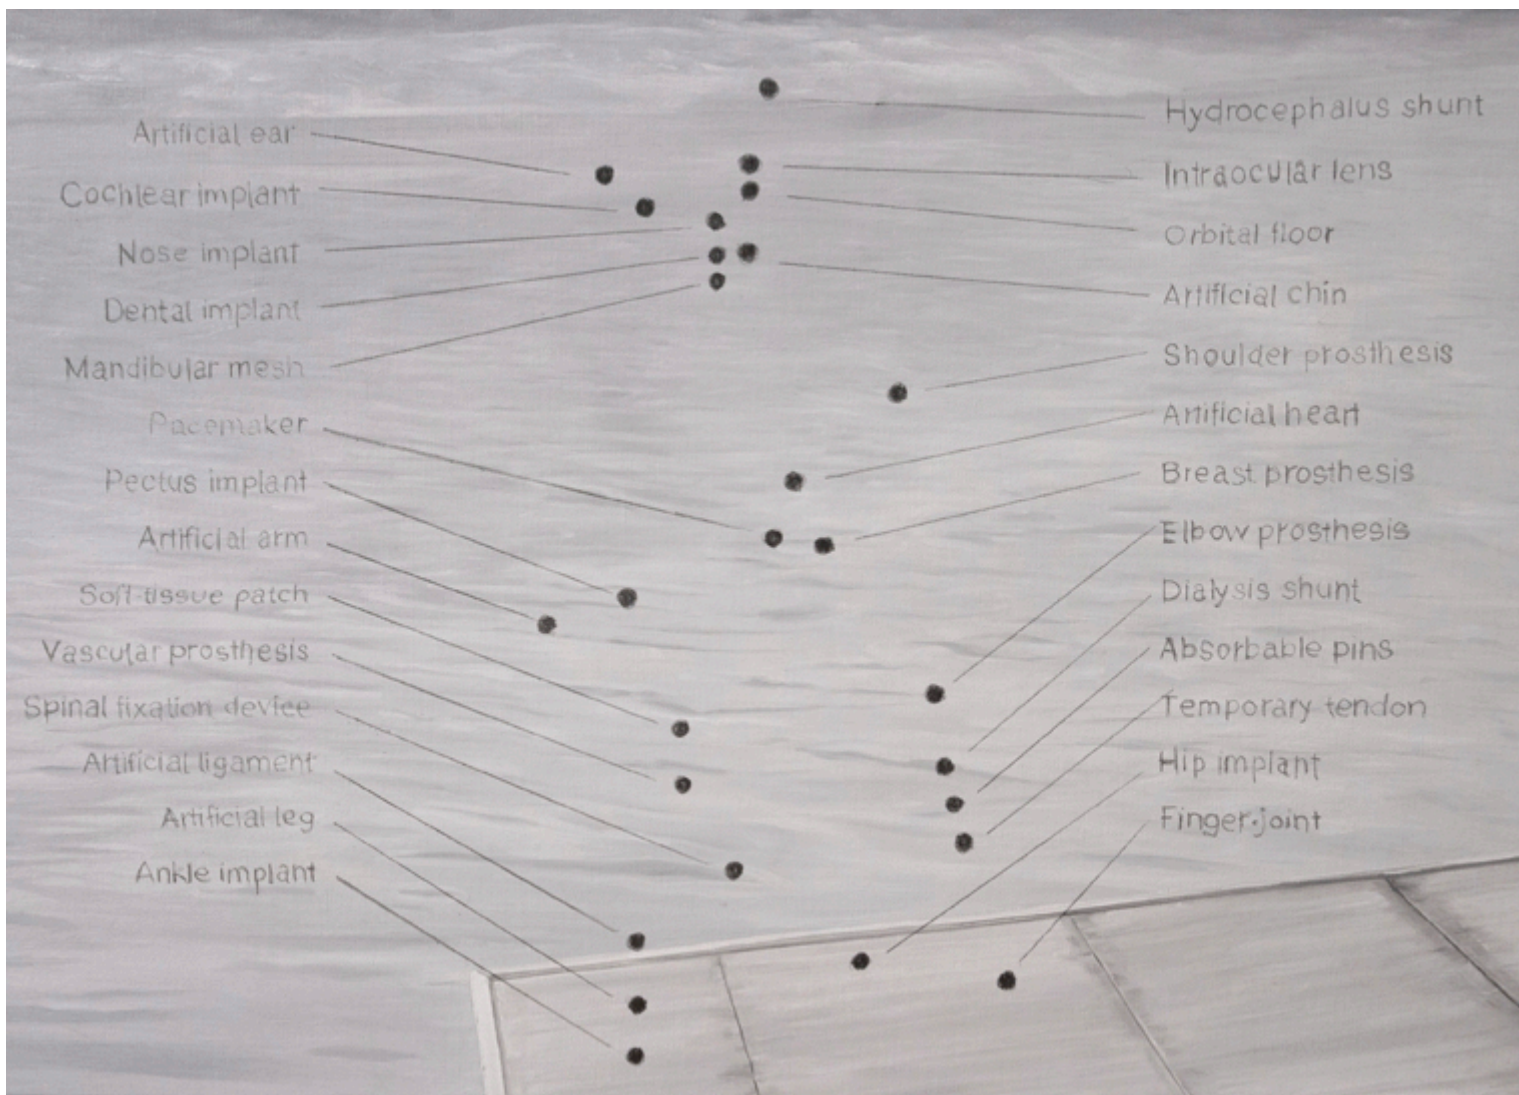 Artificial ear
Cochlear implant
Nose implant
Dental implant
Mandibular mesh
Pacemaker
Pectus implant
Artificial arm
Soft-tissue patch
Vascular prosthesis
Spinal fixation device
Artificial ligament
Artificial leg
Ankle implant
Hydrocephalus shunt
Intraocular lens
Orbital floor
Artificial chin
Shoulder prosthesis
Artificial heart
Breast prosthesis
Elbow prosthesis
Dialysis shunt
Absorbable pins
Temporary tendon
Hip implant
Finger-joint